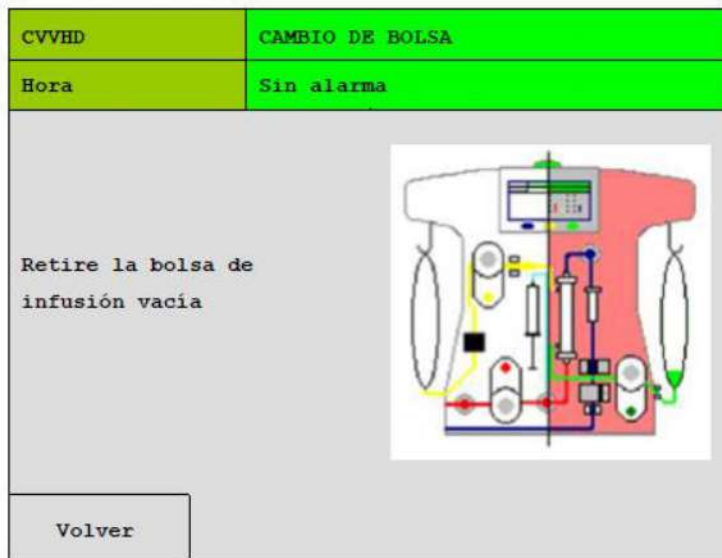 CVVHD
CAMBIO DE BOLSA
Hora
Sin alarma
Retire la bolsa de
infusión vacía
Volver